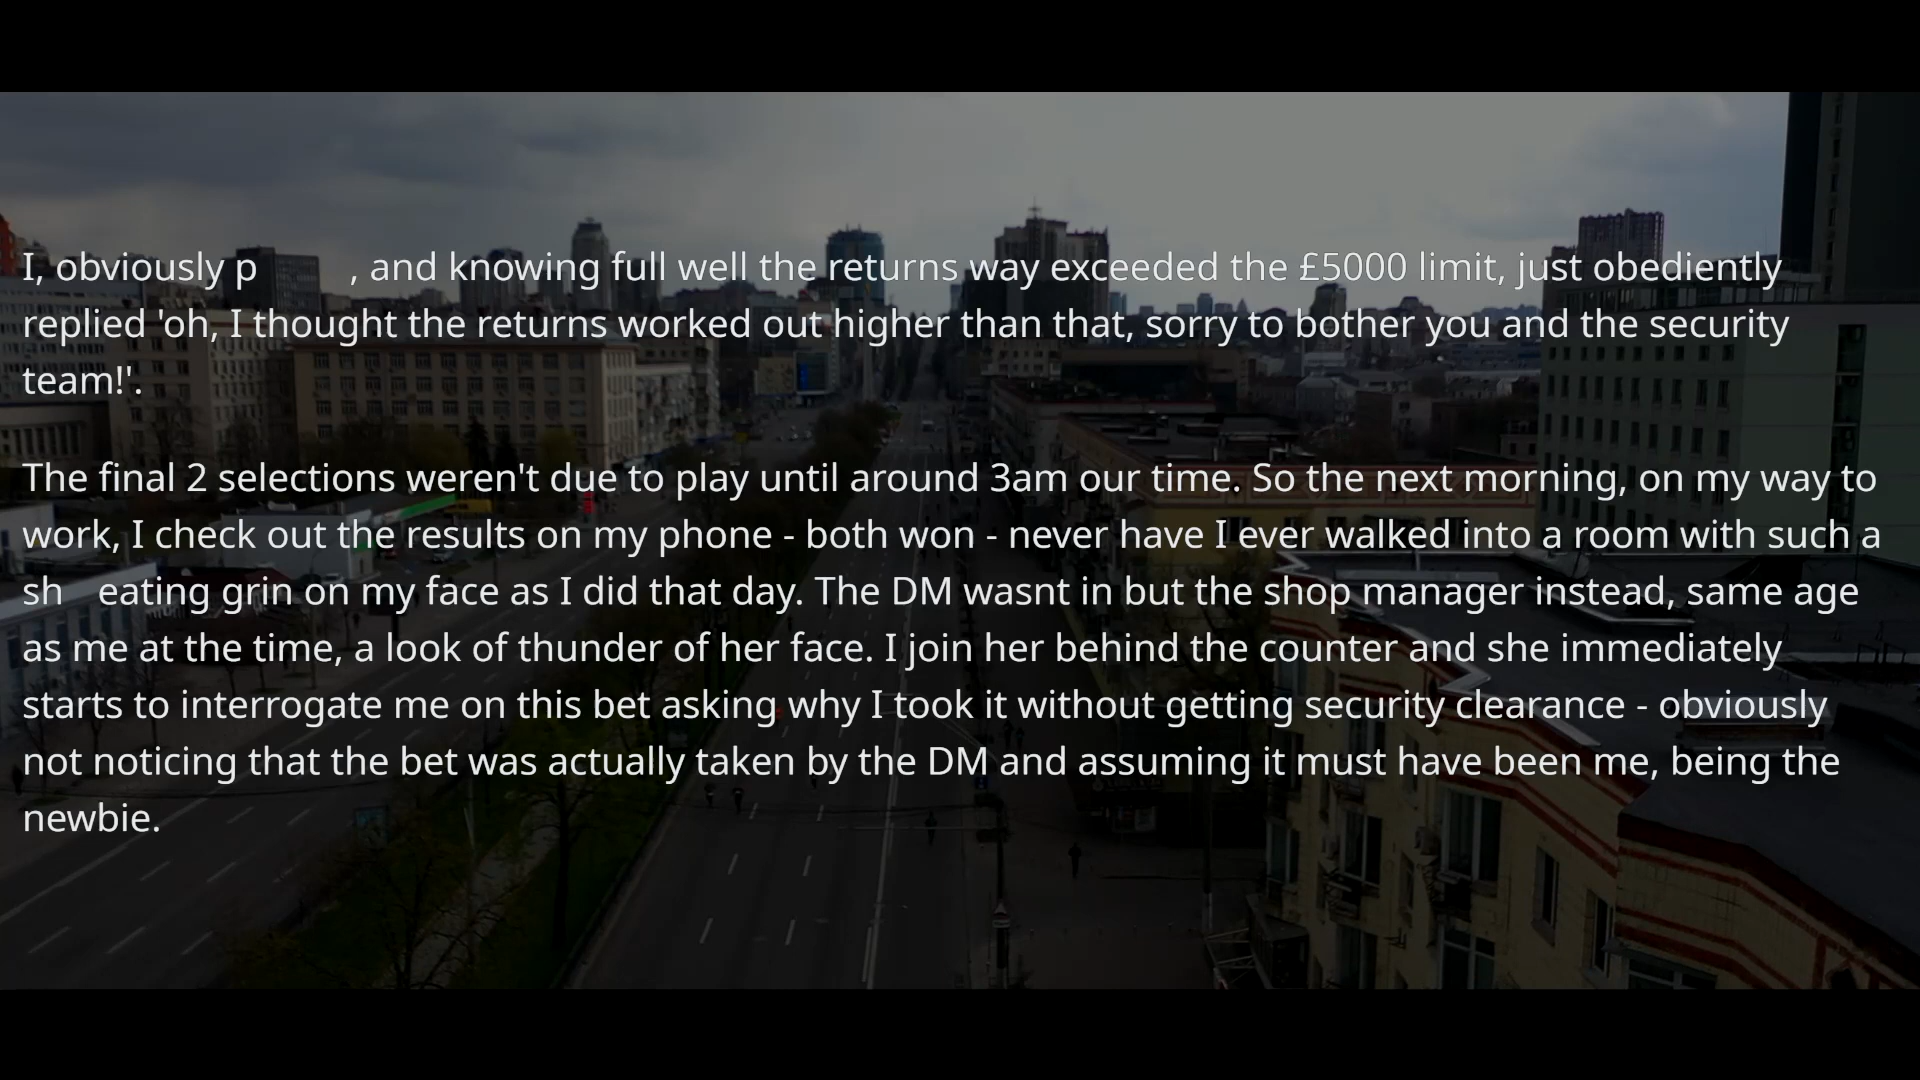 I, obviously p , and knowing full well the returns way exceeded the £5000 limit, just obediently
replied 'oh, I thought the returns worked out higher than that, sorry to bother you and the security
team!'.
The final 2 selections weren't due to play until around 3am our time. So the next morning, on my way to
work, I check out the results on my phone - both won - never have I ever walked into a room with such a
sh eating grin on my face as I did that day. The DM wasnt in but the shop manager instead, same age
as me at the time, a look of thunder of her face. I join her behind the counter and she immediately
starts to interrogate me on this bet asking why I took it without getting security clearance - obviously
not noticing that the bet was actually taken by the DM and assuming it must have been me, being the
newbie.